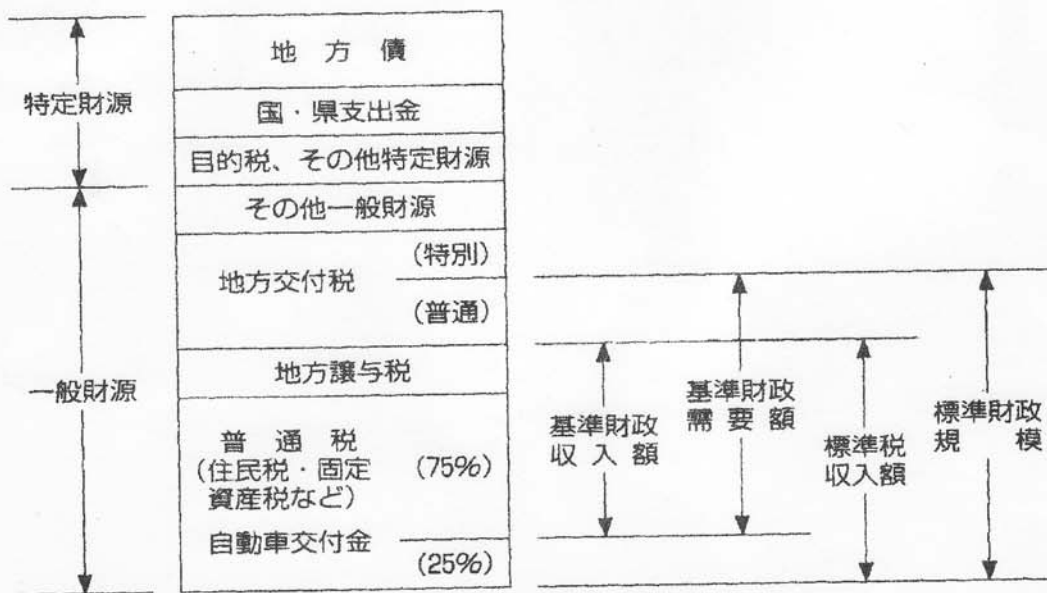 特定財源
一般財源
地方債
国・県支出金
目的税、その他特定財源
その他一般財源
地方交付税
(特別)
(普通)
地方譲与税
普通税
(住民税・固定
資産税など)
(75%)
自動車交付金
(25%)
基準財政
収入額
基準財政
需要額
標準税
収入額
標準財政
規模